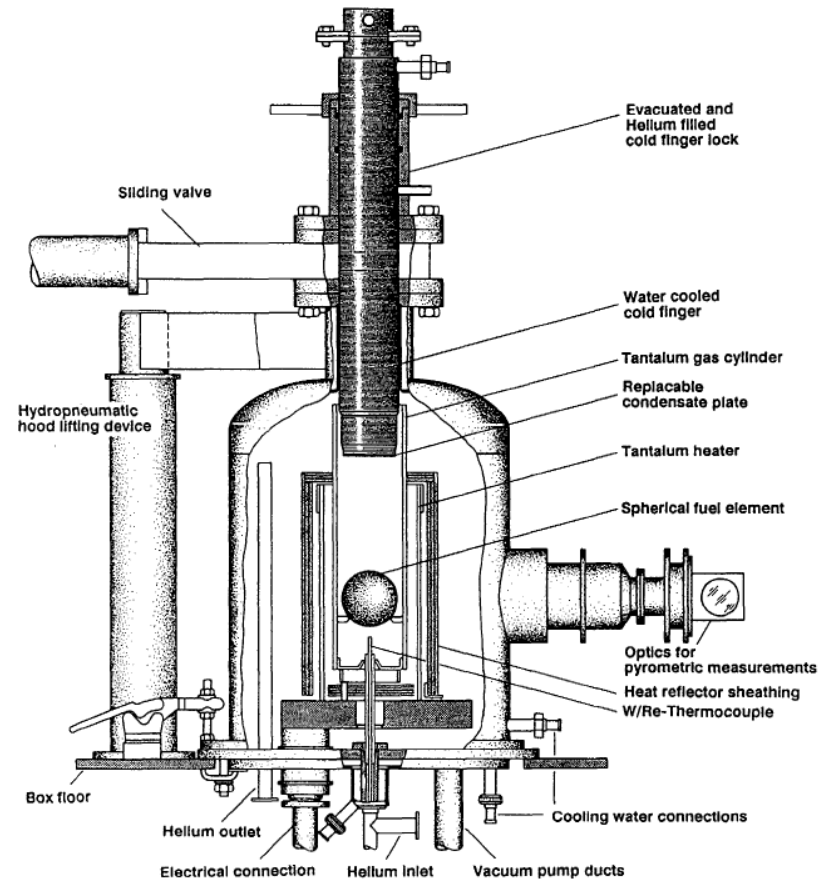 Evacuated and
Helium filled
cold finger lock
Sliding valve
Water cooled
cold finger
Tantalum gas cylinder
Replacable
condensate plate
Hydropneumatic
hood lifting device
Tantalum heater
Spherical fuel element
Optics for
pyrometric measurements
Heat reflector sheathing
W/Re-Thermocouple
Box floor
Helium outlet
Cooling water connections
Electrical connection
Helium inlet
Vacuum pump ducts